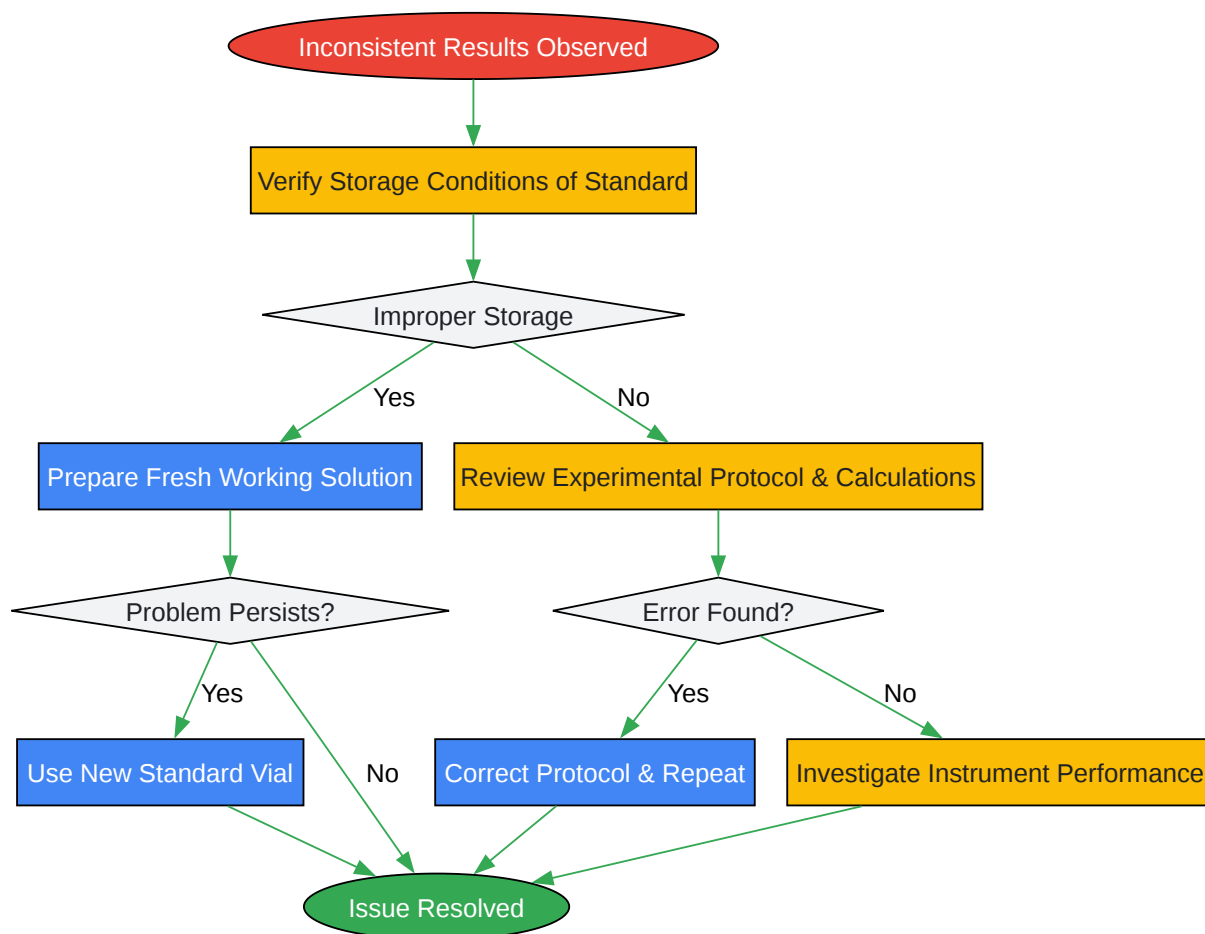 Inconsistent Results Observed
Verify Storage Conditions of Standard
Improper Storage
Yes
No
Prepare Fresh Working Solution
Review Experimental Protocol & Calculations
Problem Persists?
Error Found?
Yes
No
Yes
No
Use New Standard Vial
Correct Protocol & Repeat
Investigate Instrument Performance
Issue Resolved